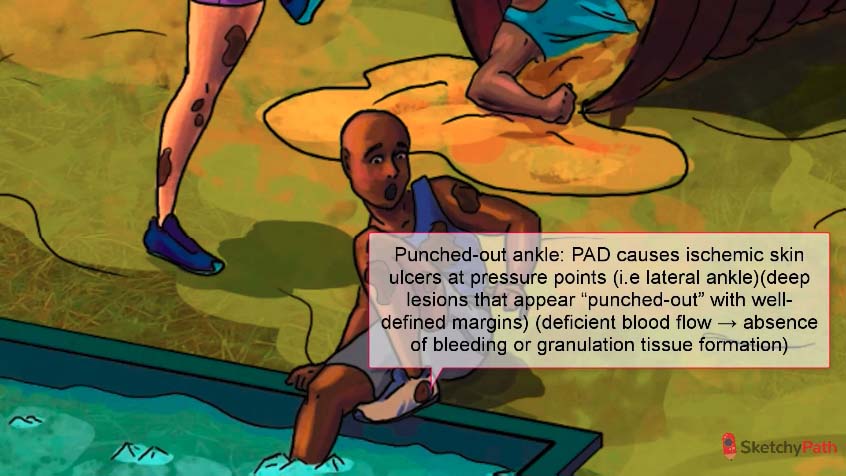 Punched-out ankle: PAD causes ischemic skin
ulcers at pressure points (i.e lateral ankle)(deep
lesions that appear “punched-out” with well-
defined margins) (deficient blood flow → absence
of bleeding or granulation tissue formation)
SketchyPath